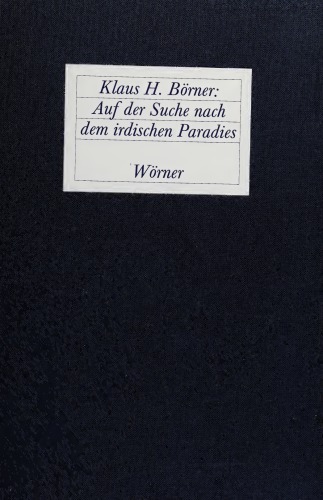 Klaus H. Börner:
Auf der Suche nach
dem irdischen Paradies
Wörner